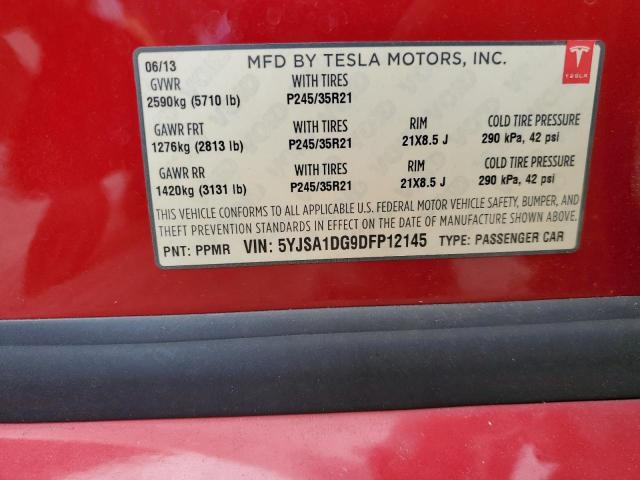 06/13 MFD BY TESLA MOTORS, INC.
TESLA
GVWR WITH TIRES
2590kg (5710 lb) P245/35R21
GAWR FRT WITH TIRES RIM COLD TIRE PRESSURE
1276kg (2813 lb) P245/35R21 21X8.5 J 290 kPa, 42 psi
GAWR RR WITH TIRES RIM COLD TIRE PRESSURE
1420kg (3131 lb) P245/35R21 21X8.5 J 290 kPa, 42 psi
THIS VEHICLE CONFORMS TO ALL APPLICABLE U.S. FEDERAL MOTOR VEHICLE SAFETY, BUMPER, AND
THEFT PREVENTION STANDARDS IN EFFECT ON THE DATE OF MANUFACTURE SHOWN ABOVE.
PNT: PPMR VIN: 5YJSA1DG9DFP12145 TYPE: PASSENGER CAR